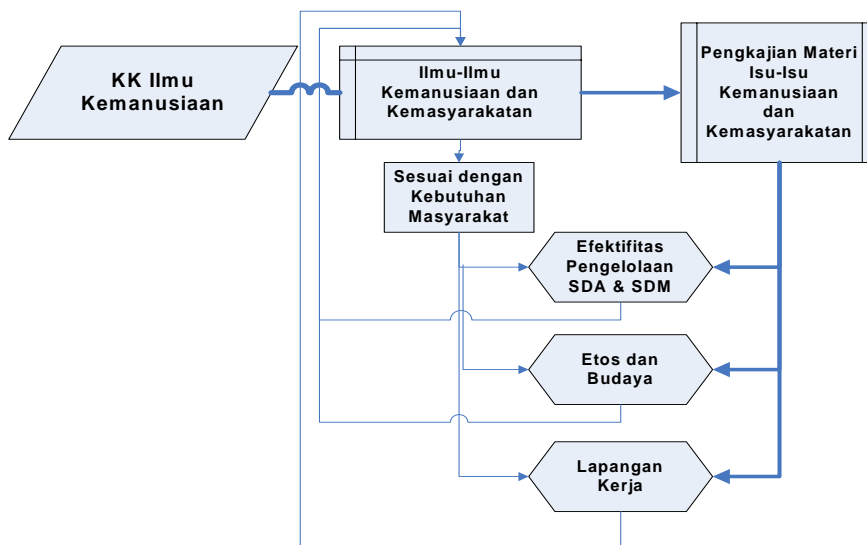 KK Ilmu
Kemanusiaan
Ilmu-Ilmu
Kemanusiaan dan
Kemasyarakatan
Pengkajian Materi
Isu-Isu
Kemanusiaan
dan
Kemasyarakatan
Sesuai dengan
Kebutuhan
Masyarakat
Efektifitas
Pengelolaan
SDA & SDM
Etos dan
Budaya
Lapangan
Kerja